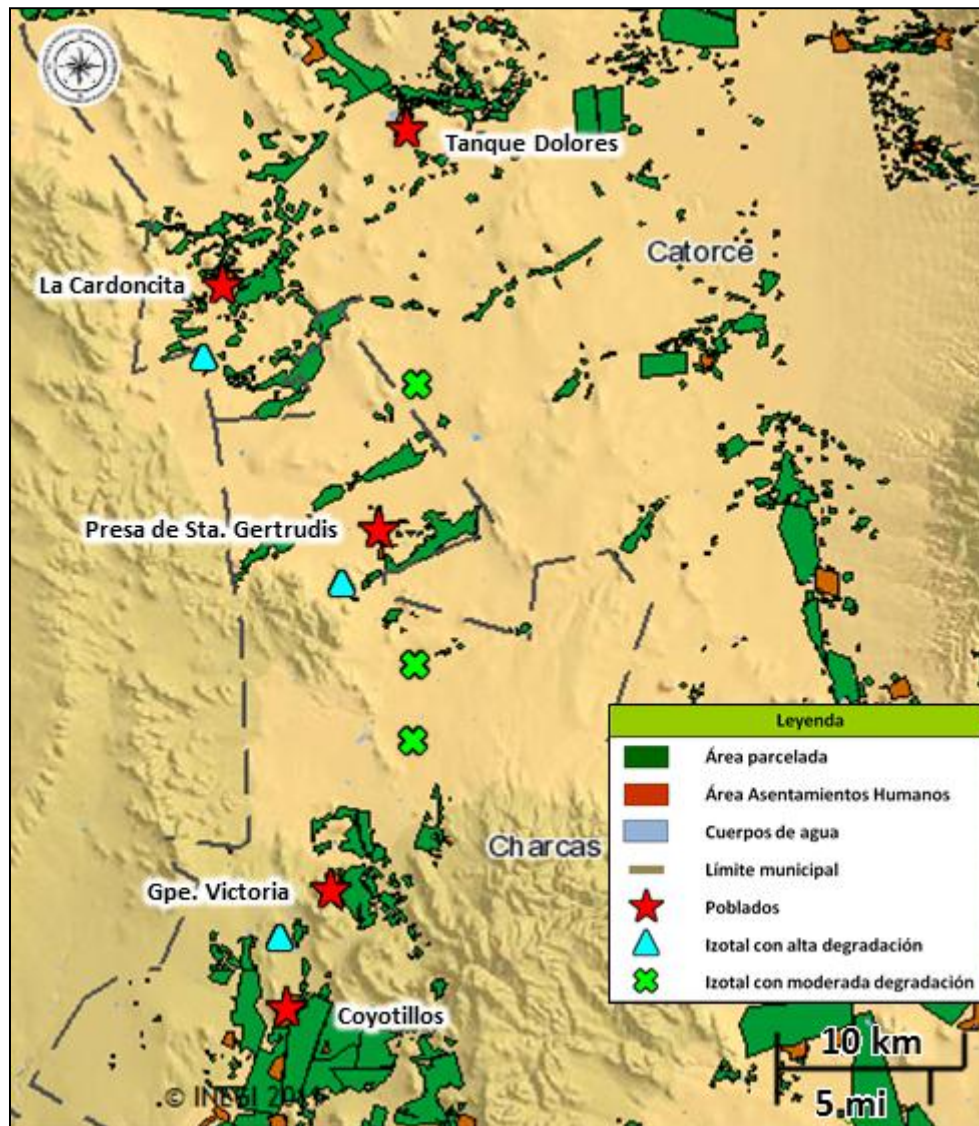 Tanque Dolores
Catorce
La Cardoncita
Presa de Sta. Gertrudis
Leyenda
Área parcelada
Área Asentamientos Humanos
Cuerpos de agua
Límite municipal
Poblados
Izotal con alta degradación
Izotal con moderada degradación
Charcas
Gpe. Victoria
Coyotillos
10 km
5 mi
© INEGI